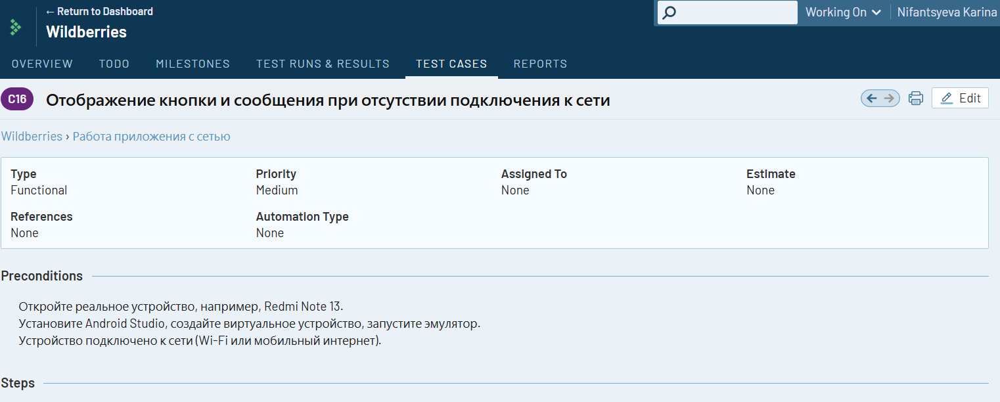 ← Return to Dashboard
Wildberries
Working On
Nifantsyeva Karina
OVERVIEW TODO MILESTONES TEST RUNS & RESULTS TEST CASES REPORTS
C16 Отображение кнопки и сообщения при отсутствии подключения к сети
Edit
Wildberries › Работа приложения с сетью
Type Priority Assigned To Estimate
Functional Medium None None
References Automation Type
None None
Preconditions
Откройте реальное устройство, например, Redmi Note 13.
Установите Android Studio, создайте виртуальное устройство, запустите эмулятор.
Устройство подключено к сети (Wi-Fi или мобильный интернет).
Steps